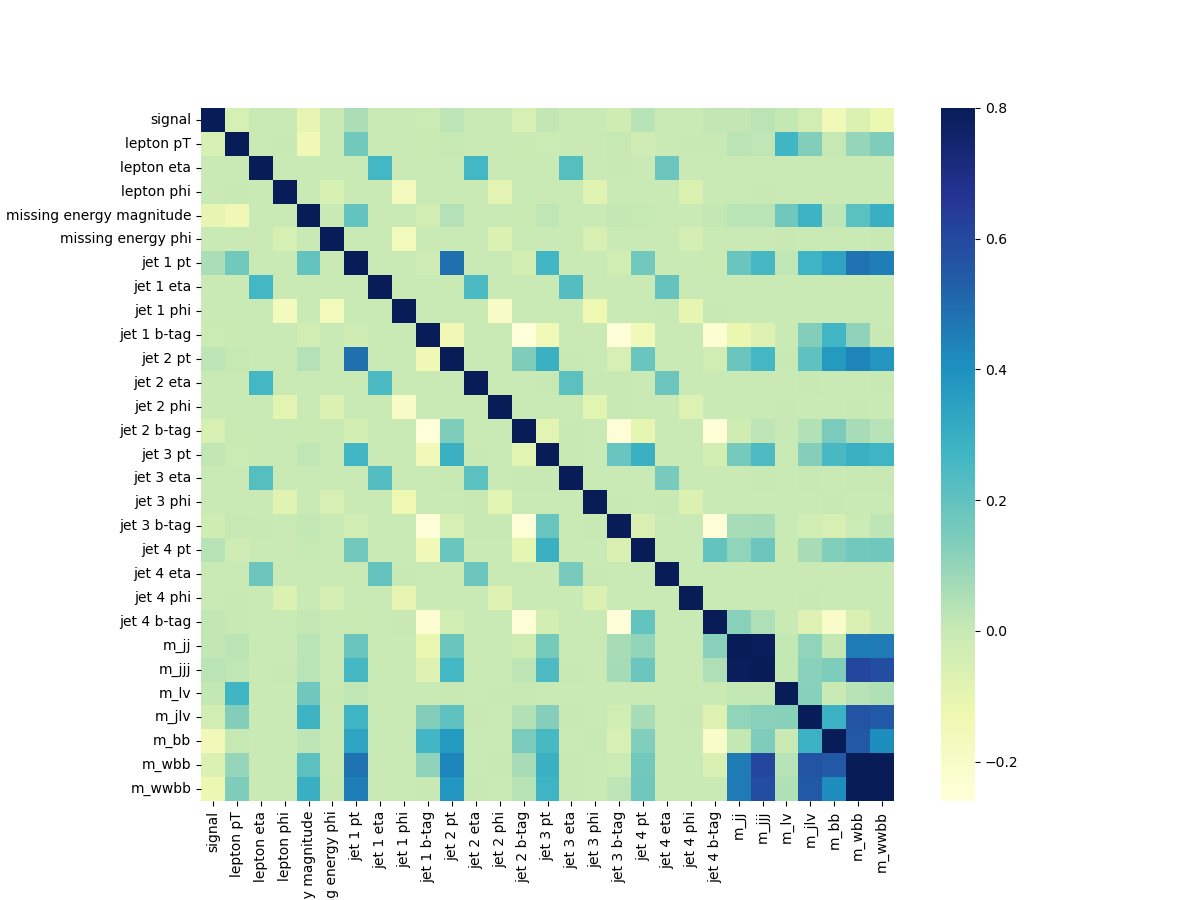 signal
lepton pT
lepton eta
lepton phi
missing energy magnitude
missing energy phi
jet 1 pt
jet 1 eta
jet 1 phi
jet 1 b-tag
jet 2 pt
jet 2 eta
jet 2 phi
jet 2 b-tag
jet 3 pt
jet 3 eta
jet 3 phi
jet 3 b-tag
jet 4 pt
jet 4 eta
jet 4 phi
jet 4 b-tag
m_jj
m_jjj
m_lv
m_jlv
m_bb
m_wbb
m_wwbb
signal
lepton pT
lepton eta
lepton phi
y magnitude
g energy phi
jet 1 pt
jet 1 eta
jet 1 phi
jet 1 b-tag
jet 2 pt
jet 2 eta
jet 2 phi
jet 2 b-tag
jet 3 pt
jet 3 eta
jet 3 phi
jet 3 b-tag
jet 4 pt
jet 4 eta
jet 4 phi
jet 4 b-tag
m_jj
m_jjj
m_lv
m_jlv
m_bb
m_wbb
m_wwbb
0.8
0.6
0.4
0.2
0.0
−0.2